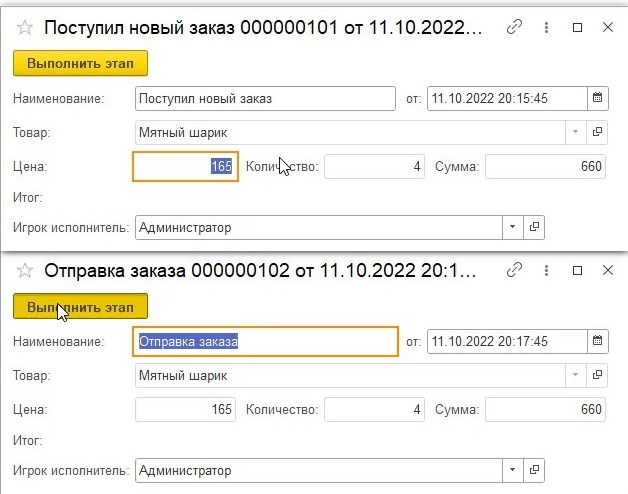 Поступил новый заказ 000000101 от 11.10.2022...
Выполнить этап
Наименование: Поступил новый заказ от: 11.10.2022 20:15:45
Товар: Мятный шарик
Цена: 165 Количество: 4 Сумма: 660
Итог:
Игрок исполнитель: Администратор
Отправка заказа 000000102 от 11.10.2022 20:1...
Выполнить этап
Наименование: Отправка заказа от: 11.10.2022 20:17:45
Товар: Мятный шарик
Цена: 165 Количество: 4 Сумма: 660
Итог:
Игрок исполнитель: Администратор